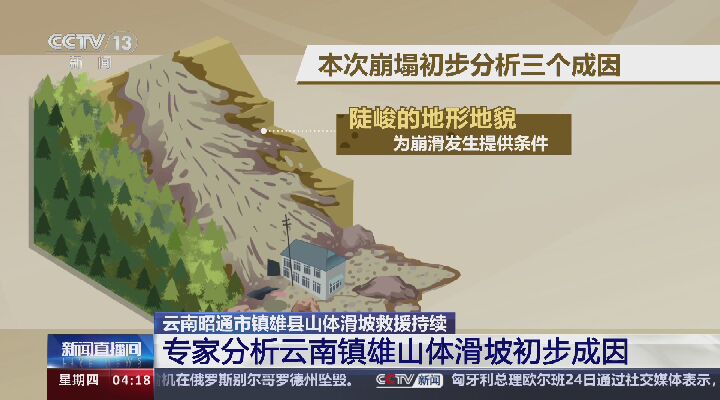 CCTV 13
新闻
本次崩塌初步分析三个成因
陡峻的地形地貌
为崩滑发生提供条件
云南昭通市镇雄县山体滑坡救援持续
新闻直播间
专家分析云南镇雄山体滑坡初步成因
星期四 04:18
机在俄罗斯别尔哥罗德州坠毁。 CCTV 新闻 匈牙利总理欧尔班24日通过社交媒体表示,